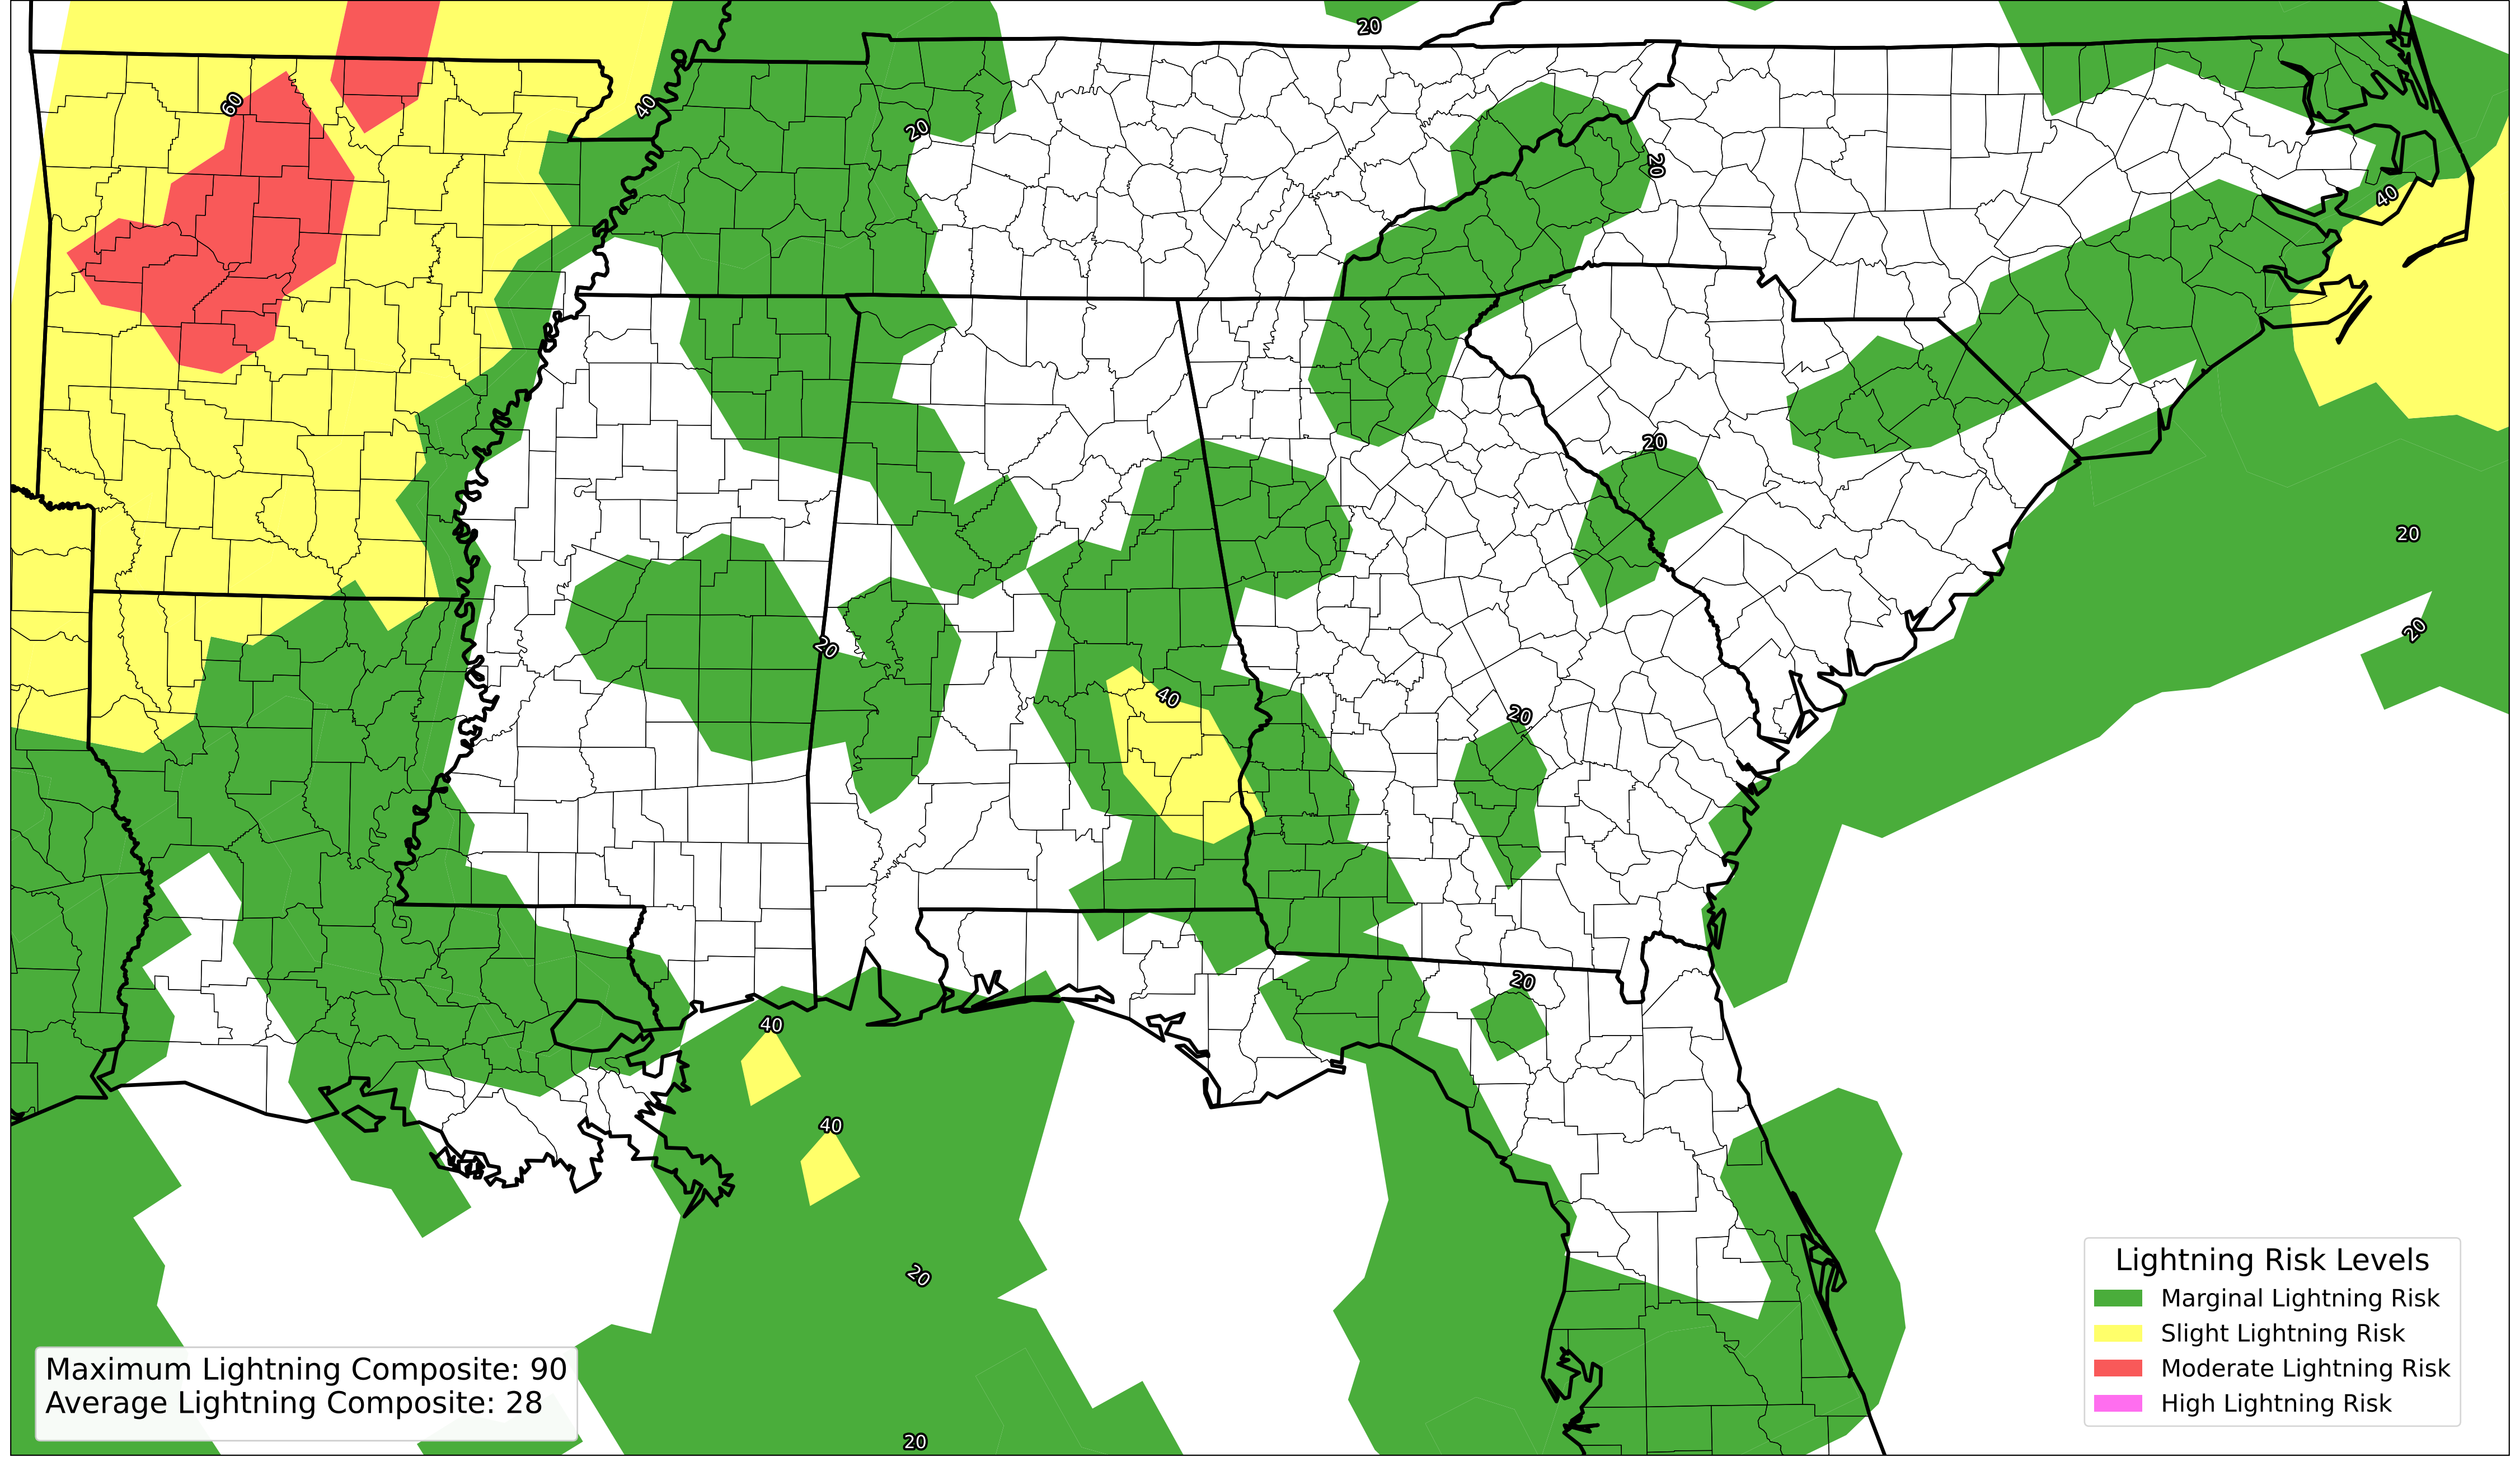 20
60
40
20
20
40
20
20
20
20
40
20
20
40
40
20
20
Lightning Risk Levels
Marginal Lightning Risk
Slight Lightning Risk
Moderate Lightning Risk
High Lightning Risk
Maximum Lightning Composite: 90
Average Lightning Composite: 28